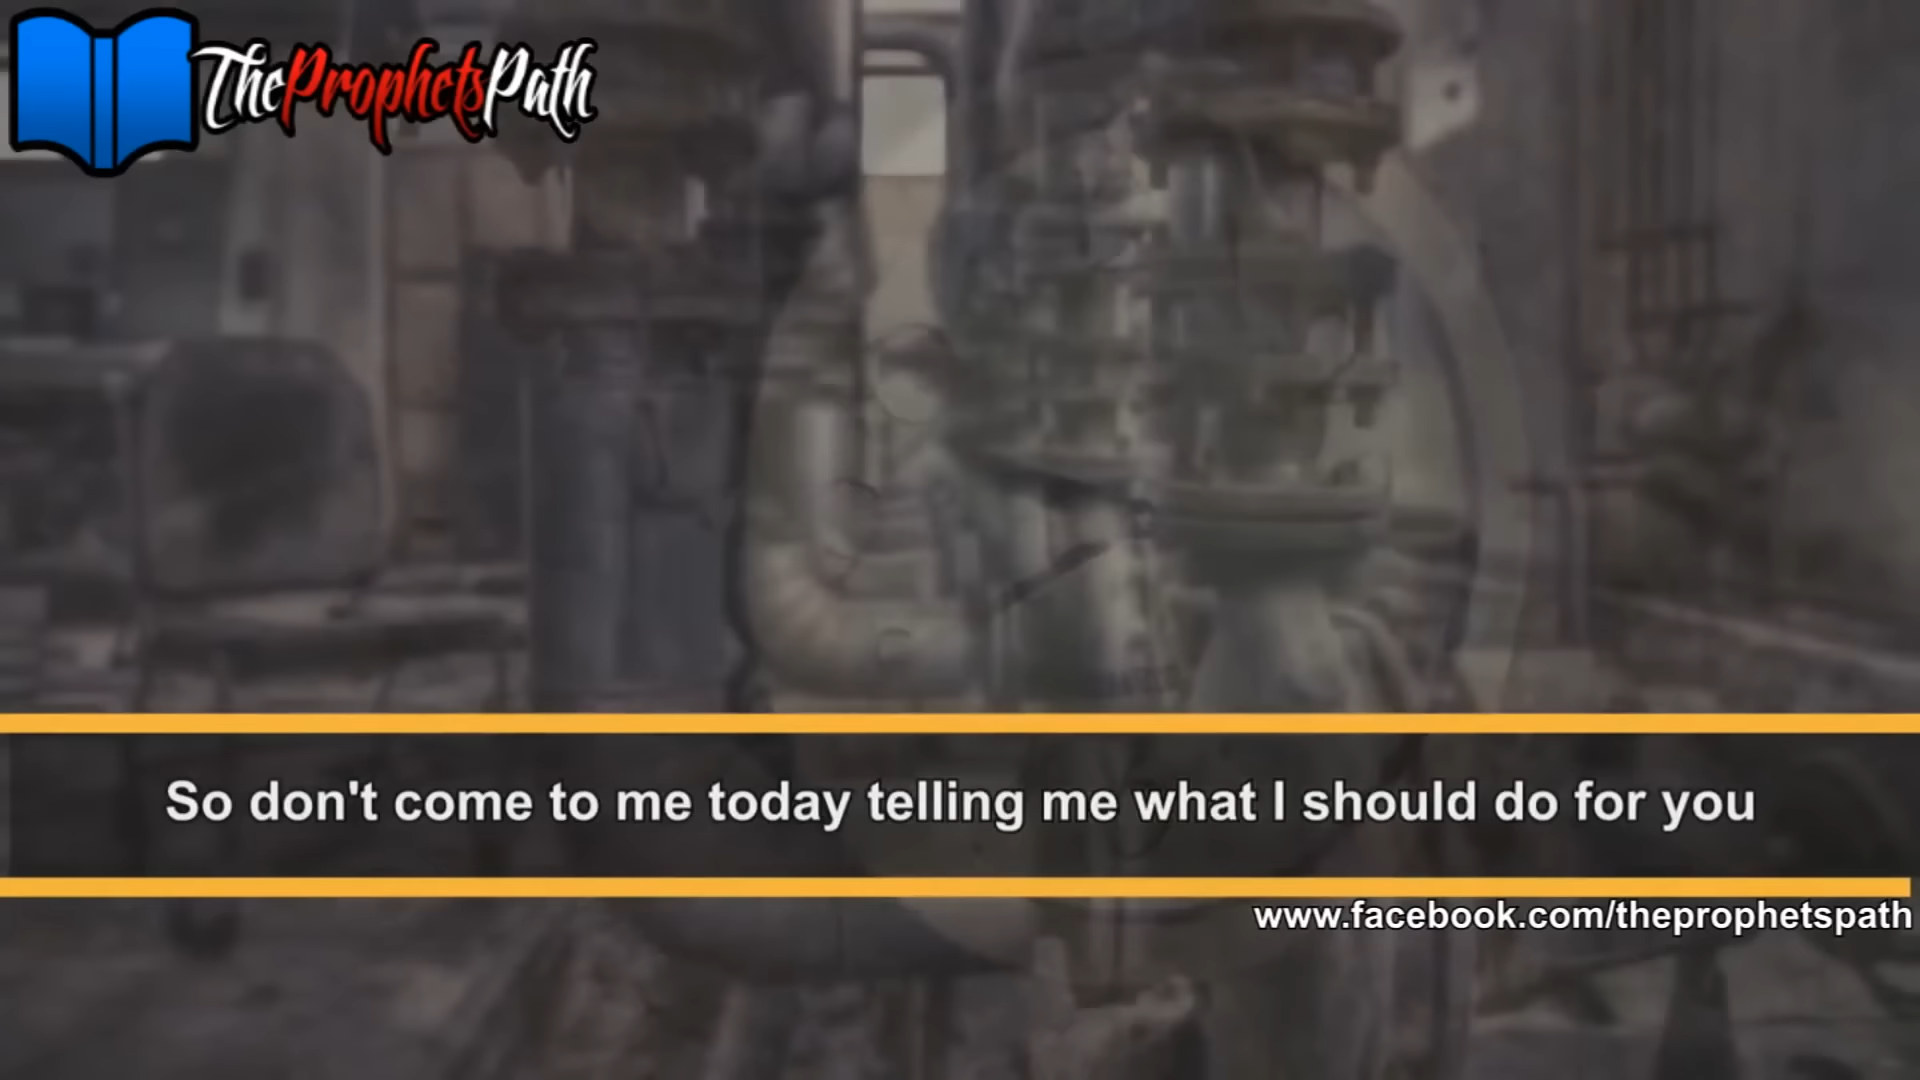 TheProphetsPath
So don't come to me today telling me what I should do for you
www.facebook.com/theprophetspath